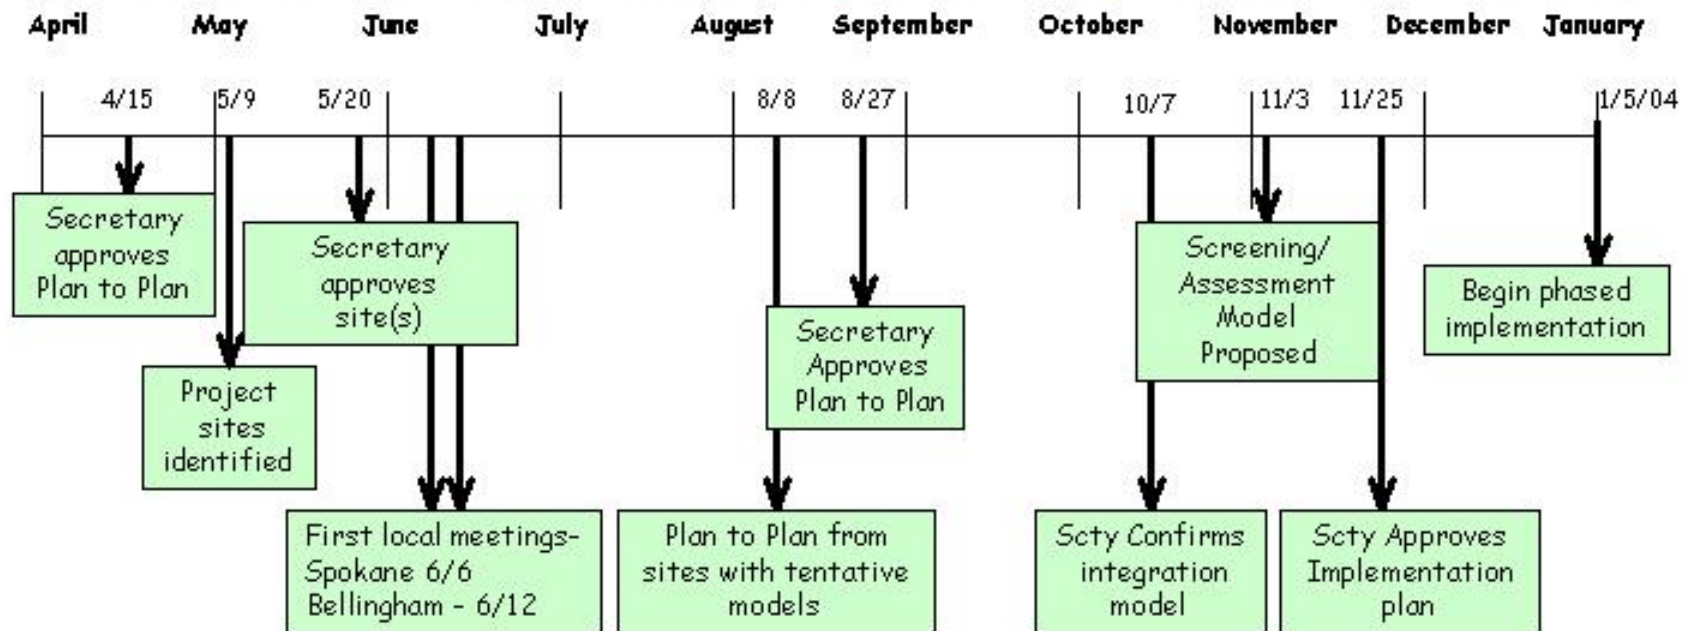 April May June July August September October November December January
4/15 5/9 5/20 8/8 8/27 10/7 11/3 11/25 1/5/04
Secretary
approves
Plan to Plan
Project
sites
identified
Secretary
approves
site(s)
First local meetings-
Spokane 6/6
Bellingham - 6/12
Plan to Plan from
sites with tentative
models
Secretary
Approves
Plan to Plan
Scty Confirms
integration
model
Screening/
Assessment
Model
Proposed
Scty Approves
Implementation
plan
Begin phased
implementation